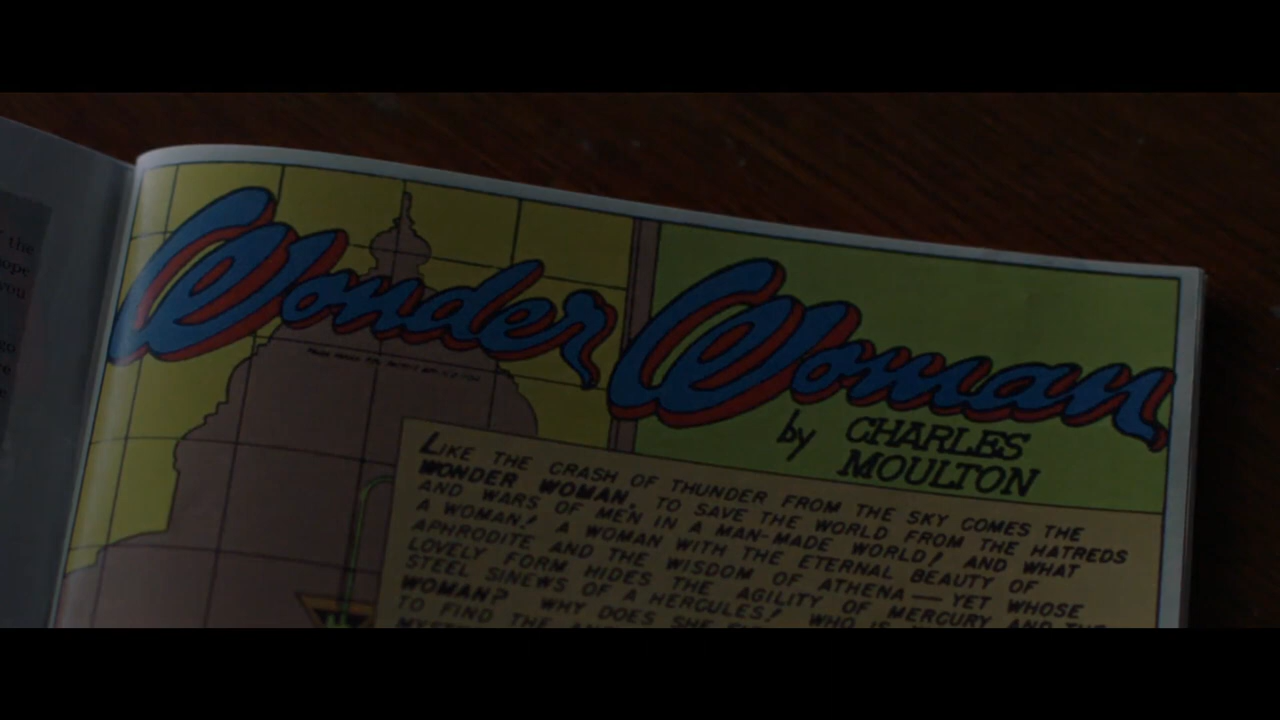 the
you
go
Wonder Woman
by CHARLES
MOULTON
LIKE THE CRASH OF THUNDER FROM THE SKY COMES THE
WONDER WOMAN, TO SAVE THE WORLD FROM THE HATREDS
AND WARS OF MEN IN A MAN-MADE WORLD! AND WHAT
A WOMAN! A WOMAN WITH THE ETERNAL BEAUTY OF
APHRODITE AND THE WISDOM OF ATHENA — YET WHOSE
LOVELY FORM HIDES THE AGILITY OF MERCURY AND THE
STEEL SINEWS OF A HERCULES! WHO IS
WOMAN? WHY DOES SHE
TO FIND THE